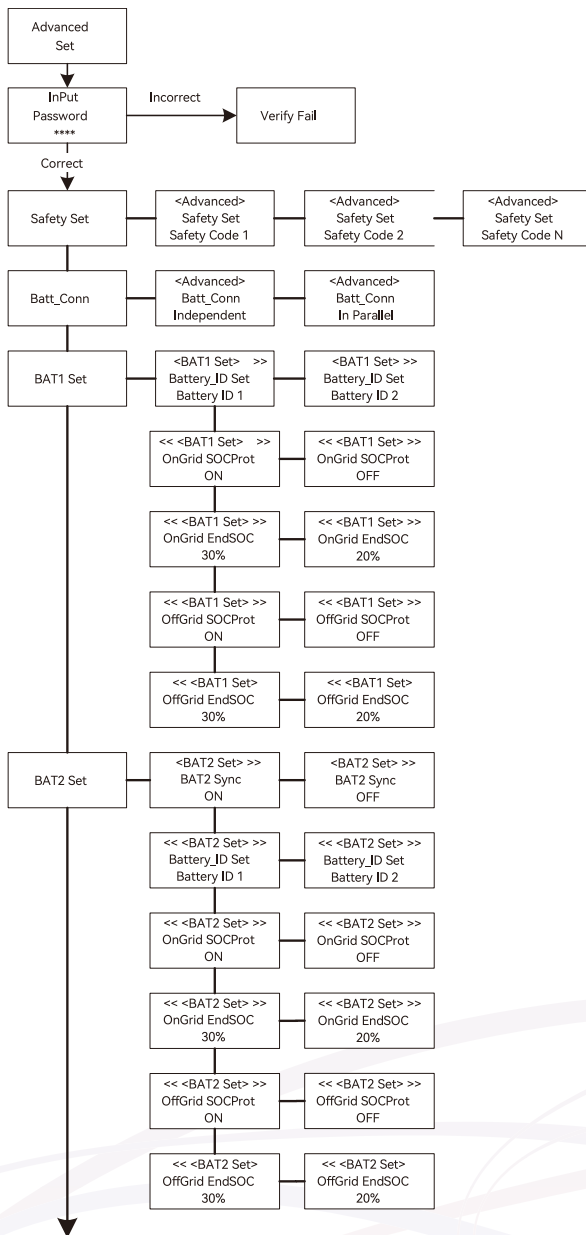 Advanced
Set
InPut
Password
****
Incorrect
Verify Fail
Correct
Safety Set
<Advanced>
Safety Set
Safety Code 1
<Advanced>
Safety Set
Safety Code 2
<Advanced>
Safety Set
Safety Code N
Batt_Conn
<Advanced>
Batt_Conn
Independent
<Advanced>
Batt_Conn
In Parallel
BAT1 Set
<BAT1 Set> >>
Battery_ID Set
Battery ID 1
<BAT1 Set> >>
Battery_ID Set
Battery ID 2
<< <BAT1 Set> >>
OnGrid SOCProt
ON
<< <BAT1 Set> >>
OnGrid SOCProt
OFF
<< <BAT1 Set> >>
OnGrid EndSOC
30%
<< <BAT1 Set> >>
OnGrid EndSOC
20%
<< <BAT1 Set> >>
OffGrid SOCProt
ON
<< <BAT1 Set> >>
OffGrid SOCProt
OFF
<< <BAT1 Set>
OffGrid EndSOC
30%
<< <BAT1 Set>
OffGrid EndSOC
20%
BAT2 Set
<BAT2 Set> >>
BAT2 Sync
ON
<BAT2 Set> >>
BAT2 Sync
OFF
<< <BAT2 Set> >>
Battery_ID Set
Battery ID 1
<< <BAT2 Set> >>
Battery_ID Set
Battery ID 2
<< <BAT2 Set> >>
OnGrid SOCProt
ON
<< <BAT2 Set> >>
OnGrid SOCProt
OFF
<< <BAT2 Set> >>
OnGrid EndSOC
30%
<< <BAT2 Set> >>
OnGrid EndSOC
20%
<< <BAT2 Set> >>
OffGrid SOCProt
ON
<< <BAT2 Set> >>
OffGrid SOCProt
OFF
<< <BAT2 Set>
OffGrid EndSOC
30%
<< <BAT2 Set>
OffGrid EndSOC
20%